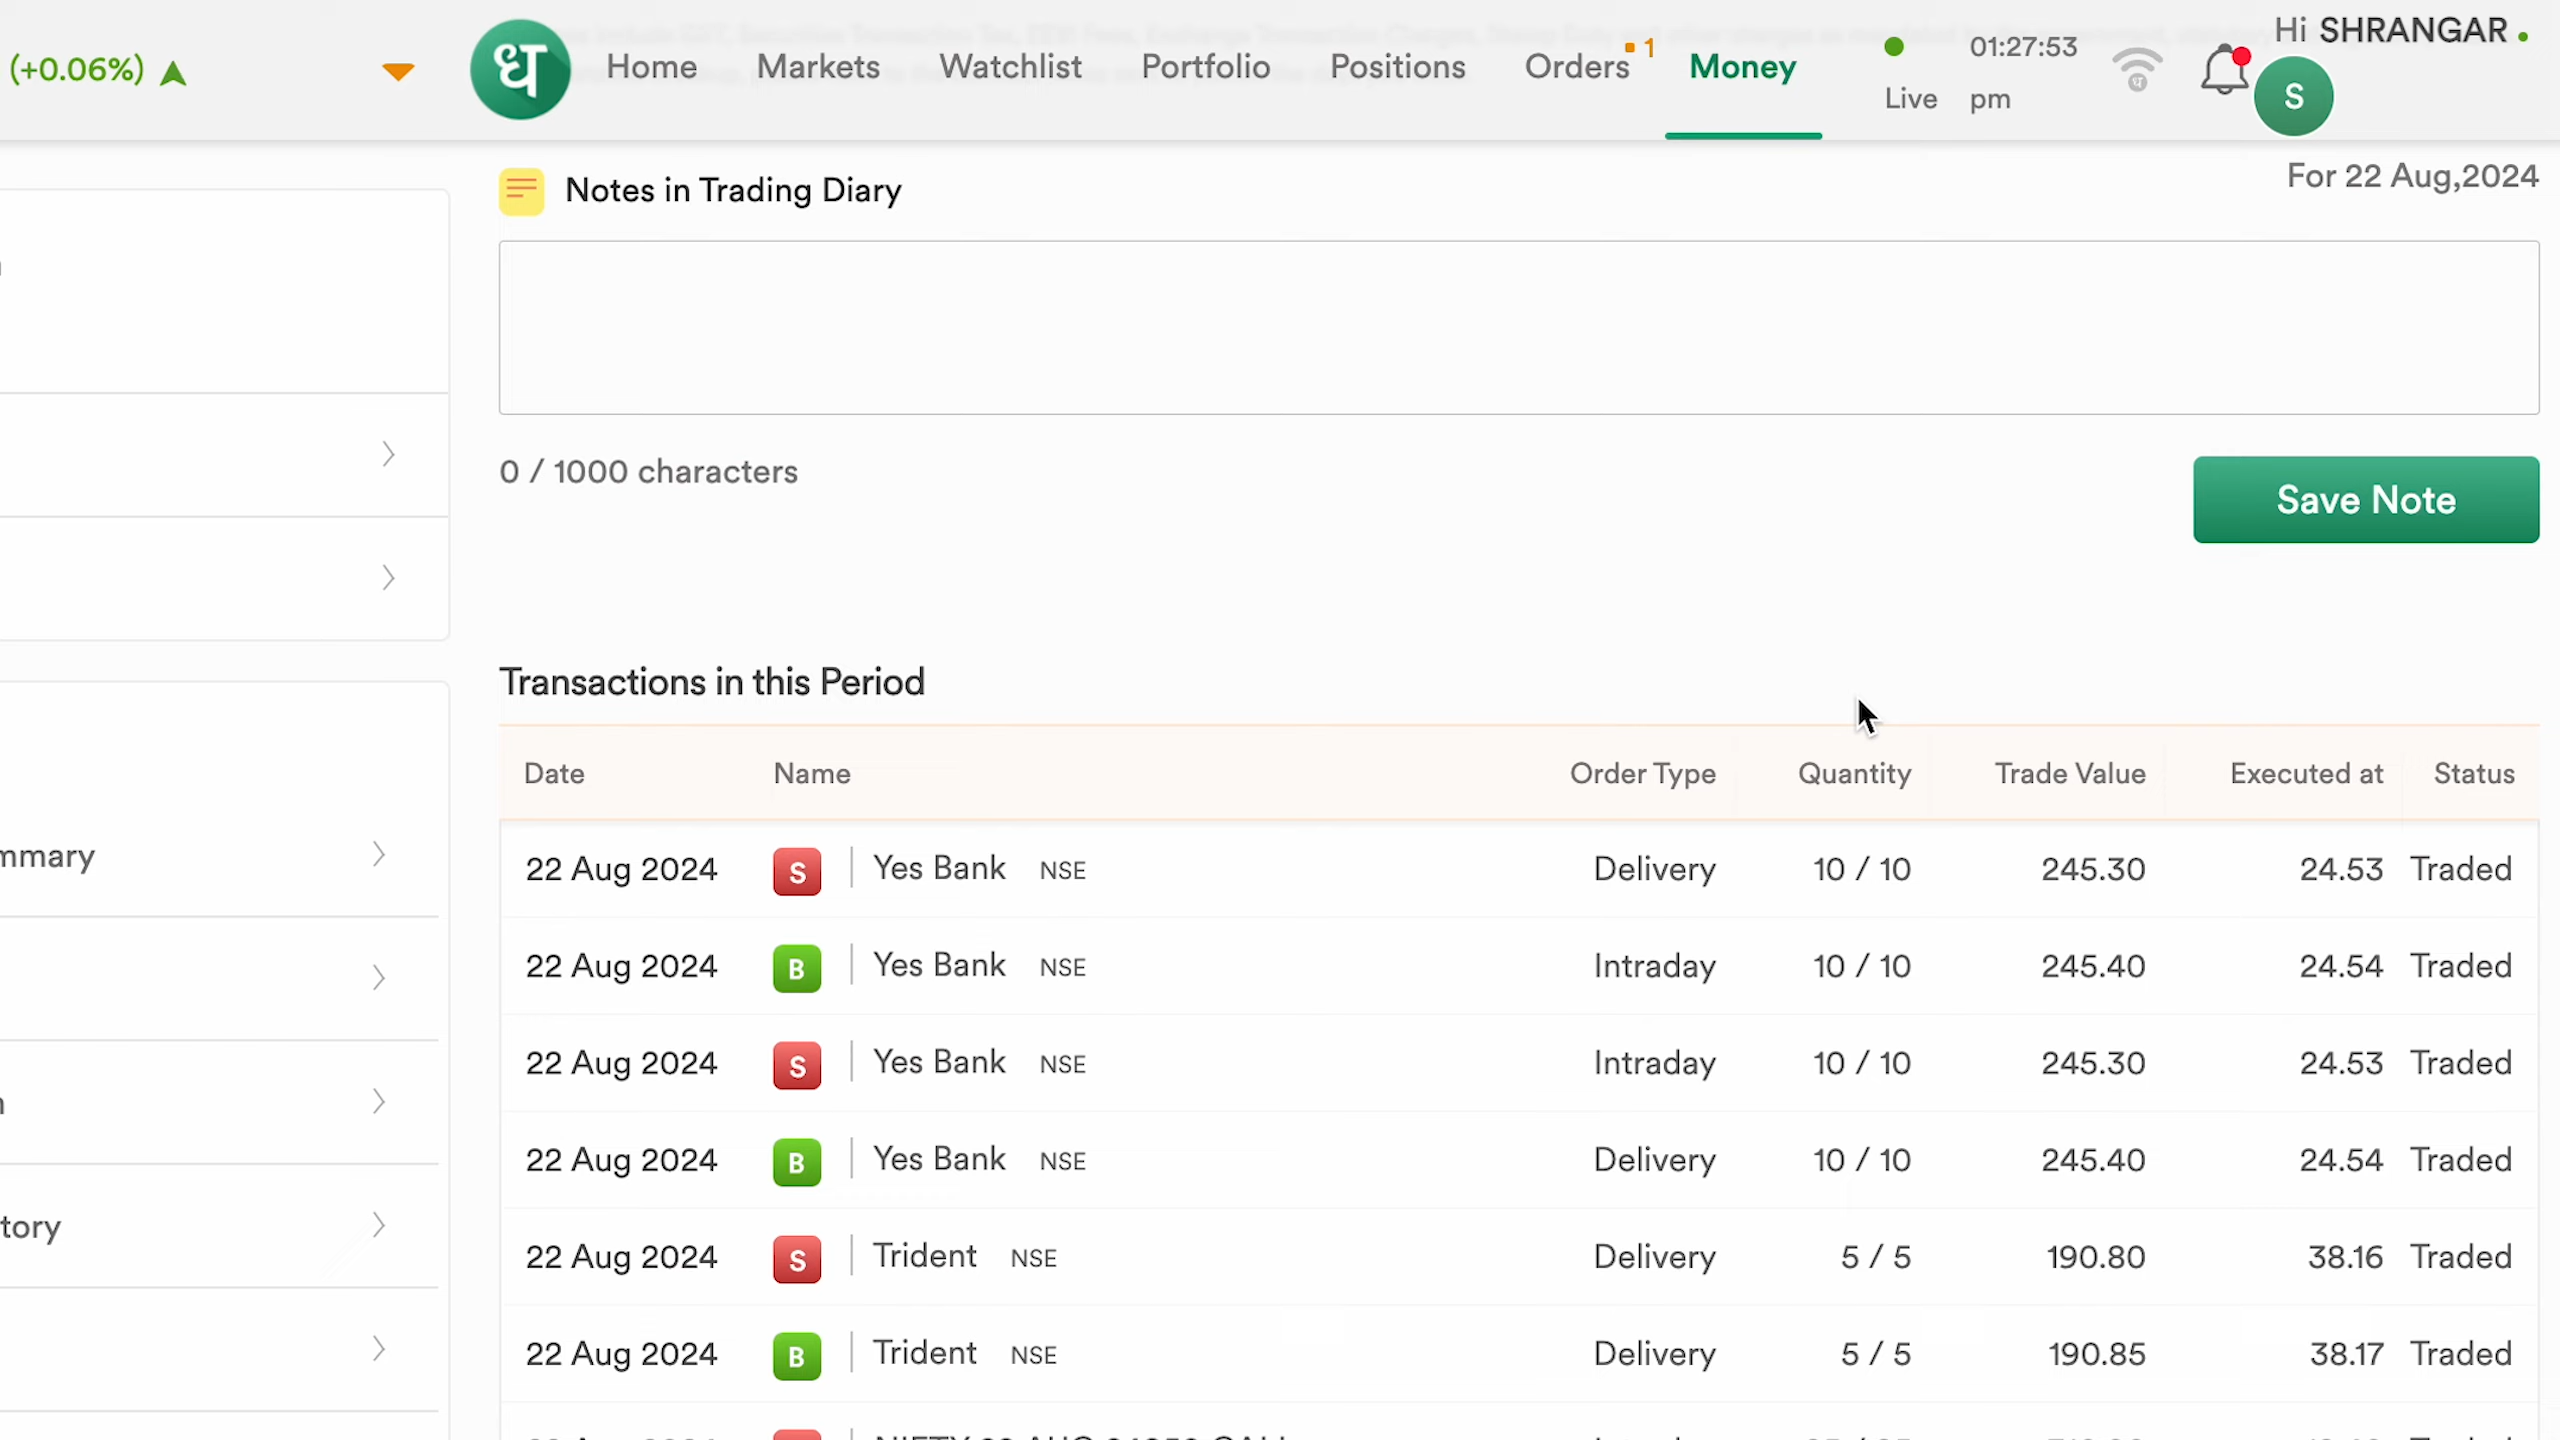 (+0.06%)
ध
Home Markets Watchlist Portfolio Positions Orders 1 Money
Live
01:27:53
pm
Hi SHRANGAR
S
Notes in Trading Diary
For 22 Aug,2024
0 / 1000 characters
Save Note
mmary
tory
Transactions in this Period
Date Name Order Type Quantity Trade Value Executed at Status
22 Aug 2024 S Yes Bank NSE Delivery 10 / 10 245.30 24.53 Traded
22 Aug 2024 B Yes Bank NSE Intraday 10 / 10 245.40 24.54 Traded
22 Aug 2024 S Yes Bank NSE Intraday 10 / 10 245.30 24.53 Traded
22 Aug 2024 B Yes Bank NSE Delivery 10 / 10 245.40 24.54 Traded
22 Aug 2024 S Trident NSE Delivery 5 / 5 190.80 38.16 Traded
22 Aug 2024 B Trident NSE Delivery 5 / 5 190.85 38.17 Traded